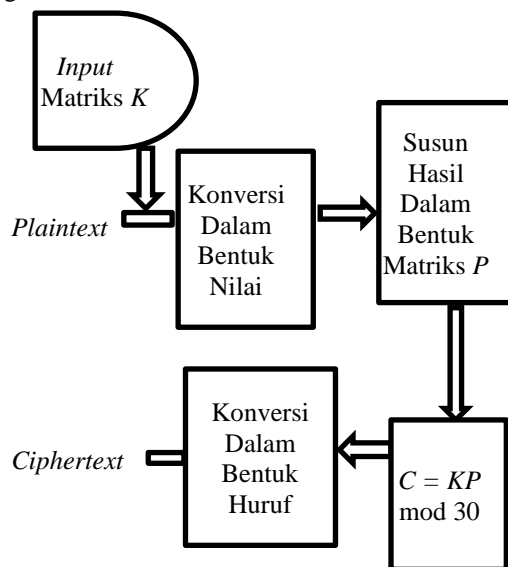 Input
Matriks K
Plaintext
Konversi
Dalam
Bentuk
Nilai
Susun
Hasil
Dalam
Bentuk
Matriks P
C = KP
mod 30
Konversi
Dalam
Bentuk
Huruf
Ciphertext